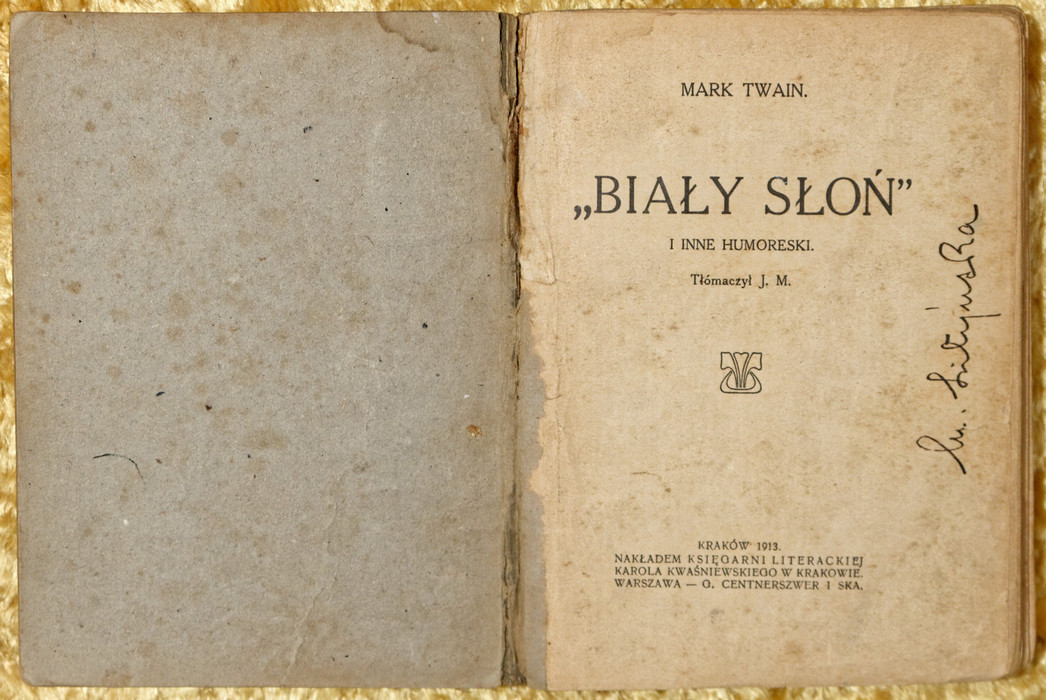 MARK TWAIN.
„BIAŁY SŁOŃ”
I INNE HUMORESKI.
Tłómaczył J. M.
KRAKÓW 1913.
NAKŁADEM KSIĘGARNI LITERACKIEJ
KAROLA KWAŚNIEWSKIEGO W KRAKOWIE.
WARSZAWA — G. CENTNERSZWER I SKA.